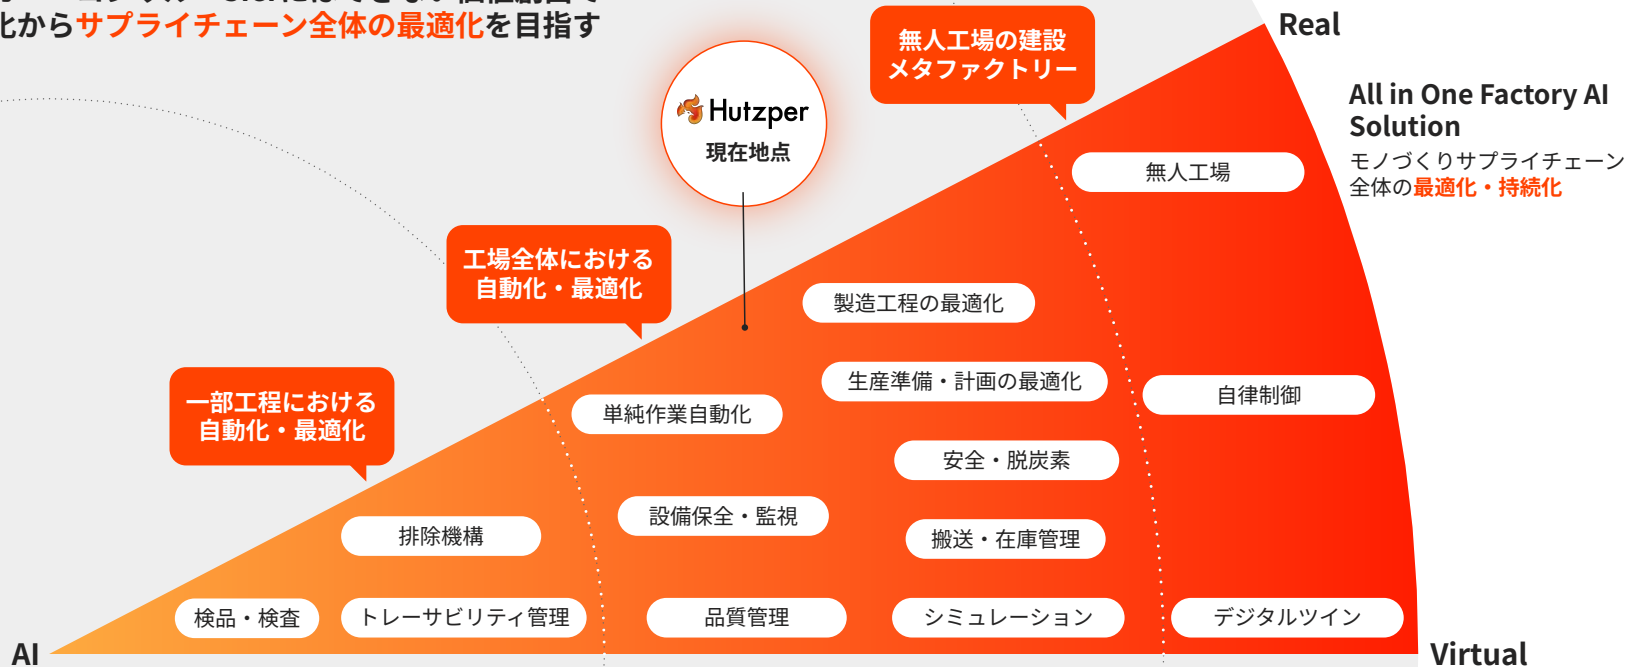 化からサプライチェーン全体の最適化を目指す
Real
無人工場の建設
メタファクトリー
All in One Factory AI
Solution
モノづくりサプライチェーン
全体の最適化・持続化
Hutzper
現在地点
無人工場
工場全体における
自動化・最適化
製造工程の最適化
生産準備・計画の最適化
自律制御
一部工程における
自動化・最適化
単純作業自動化
安全・脱炭素
設備保全・監視
排除機構
搬送・在庫管理
検品・検査
トレーサビリティ管理
品質管理
シミュレーション
デジタルツイン
AI
Virtual